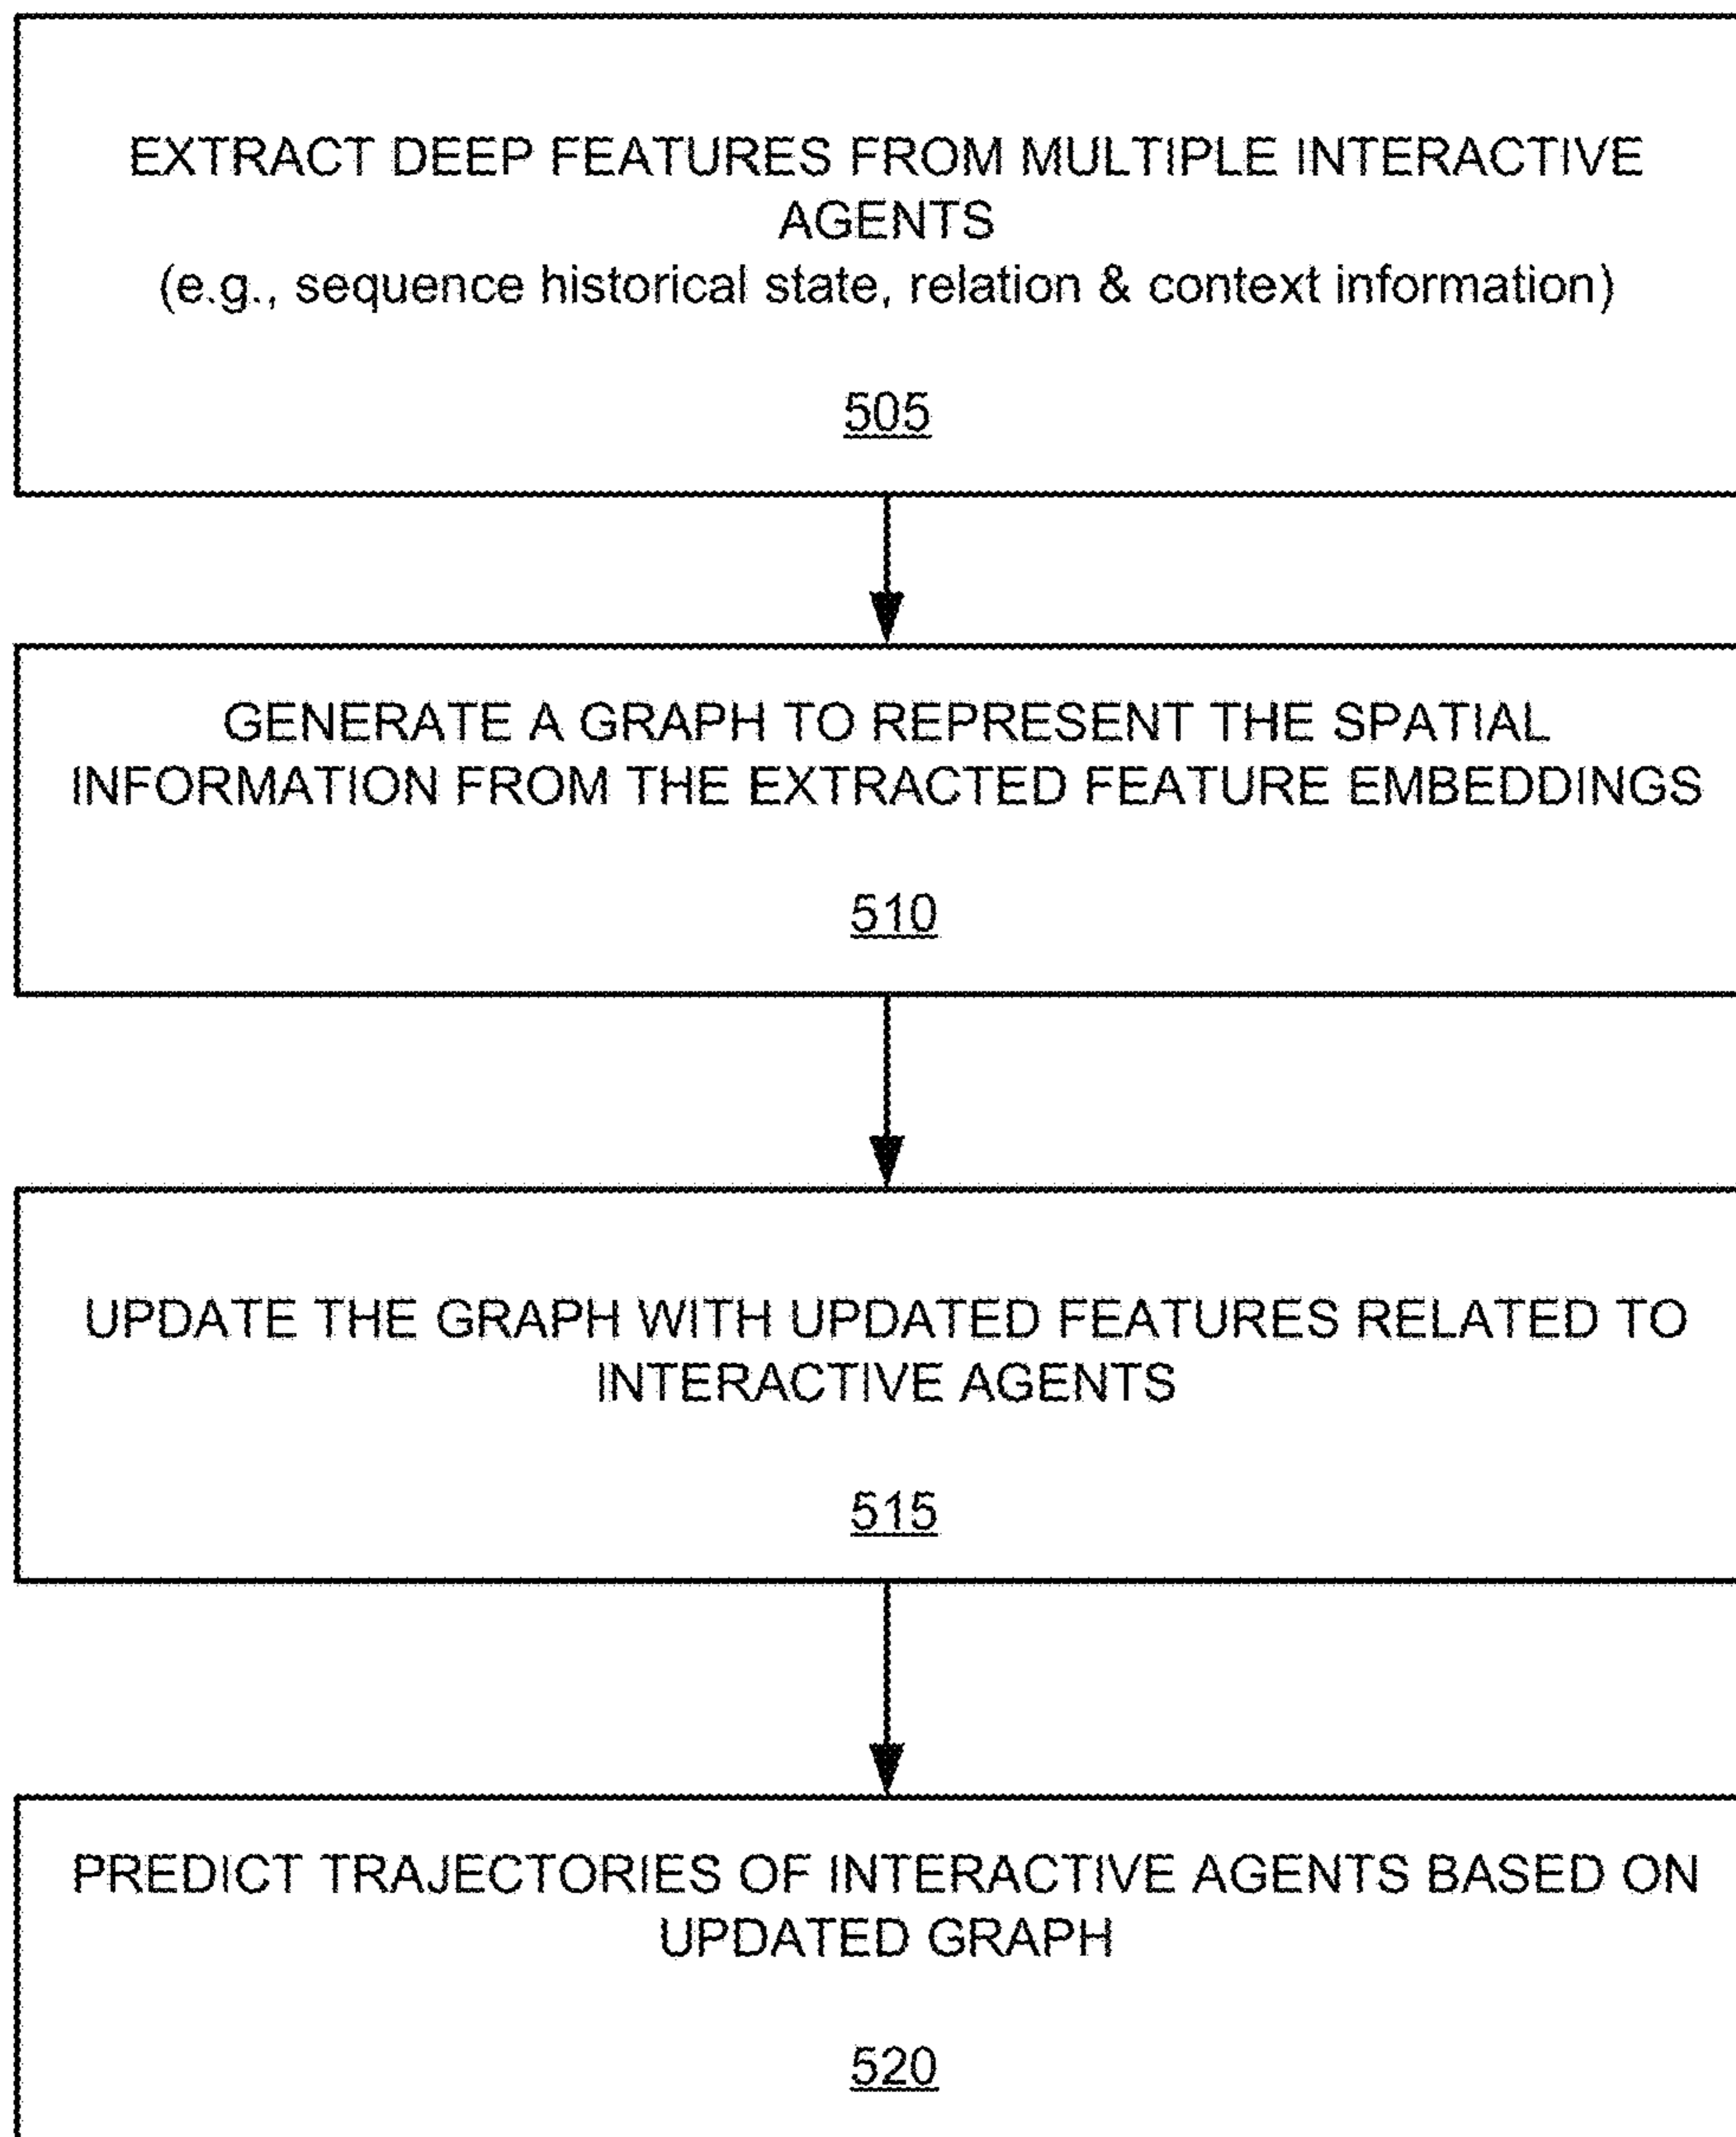 EXTRACT DEEP FEATURES FROM MULTIPLE INTERACTIVE
AGENTS
(e.g., sequence historical state, relation & context information)
505
GENERATE A GRAPH TO REPRESENT THE SPATIAL
INFORMATION FROM THE EXTRACTED FEATURE EMBEDDINGS
510
UPDATE THE GRAPH WITH UPDATED FEATURES RELATED TO
INTERACTIVE AGENTS
515
PREDICT TRAJECTORIES OF INTERACTIVE AGENTS BASED ON
UPDATED GRAPH
520